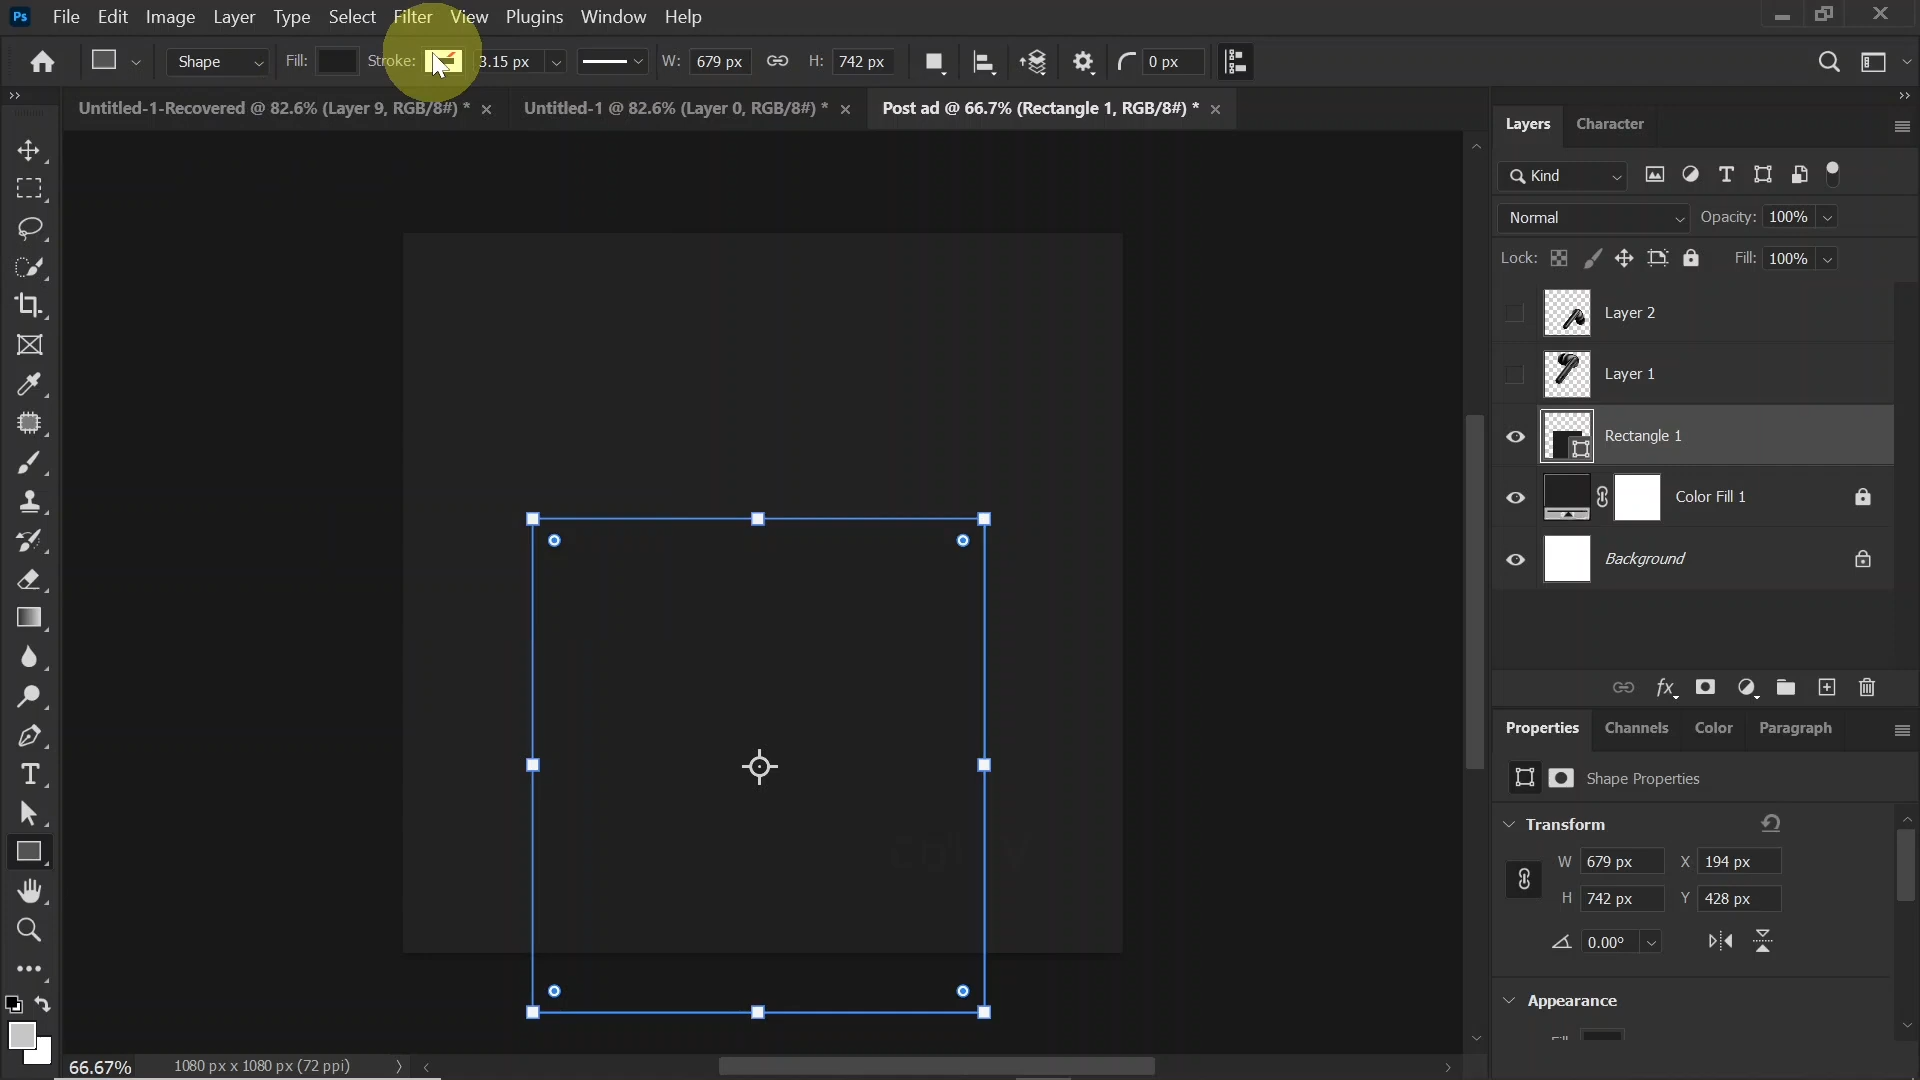 Ps File Edit Image Layer Type Select Filter View Plugins Window Help
Shape Fill: Stroke: 3.15 px W: 679 px H: 742 px 0 px
Untitled-1-Recovered @ 82.6% (Layer 9, RGB/8#) * Untitled-1 @ 82.6% (Layer 0, RGB/8#) * Post ad @ 66.7% (Rectangle 1, RGB/8#) *
Layers Character
Kind
Normal Opacity: 100%
Lock: Fill: 100%
Layer 2
Layer 1
Rectangle 1
Color Fill 1
Background
Properties Channels Color Paragraph
Shape Properties
Transform
W 679 px X 194 px
H 742 px Y 428 px
0.00°
Appearance
66.67% 1080 px x 1080 px (72 ppi)